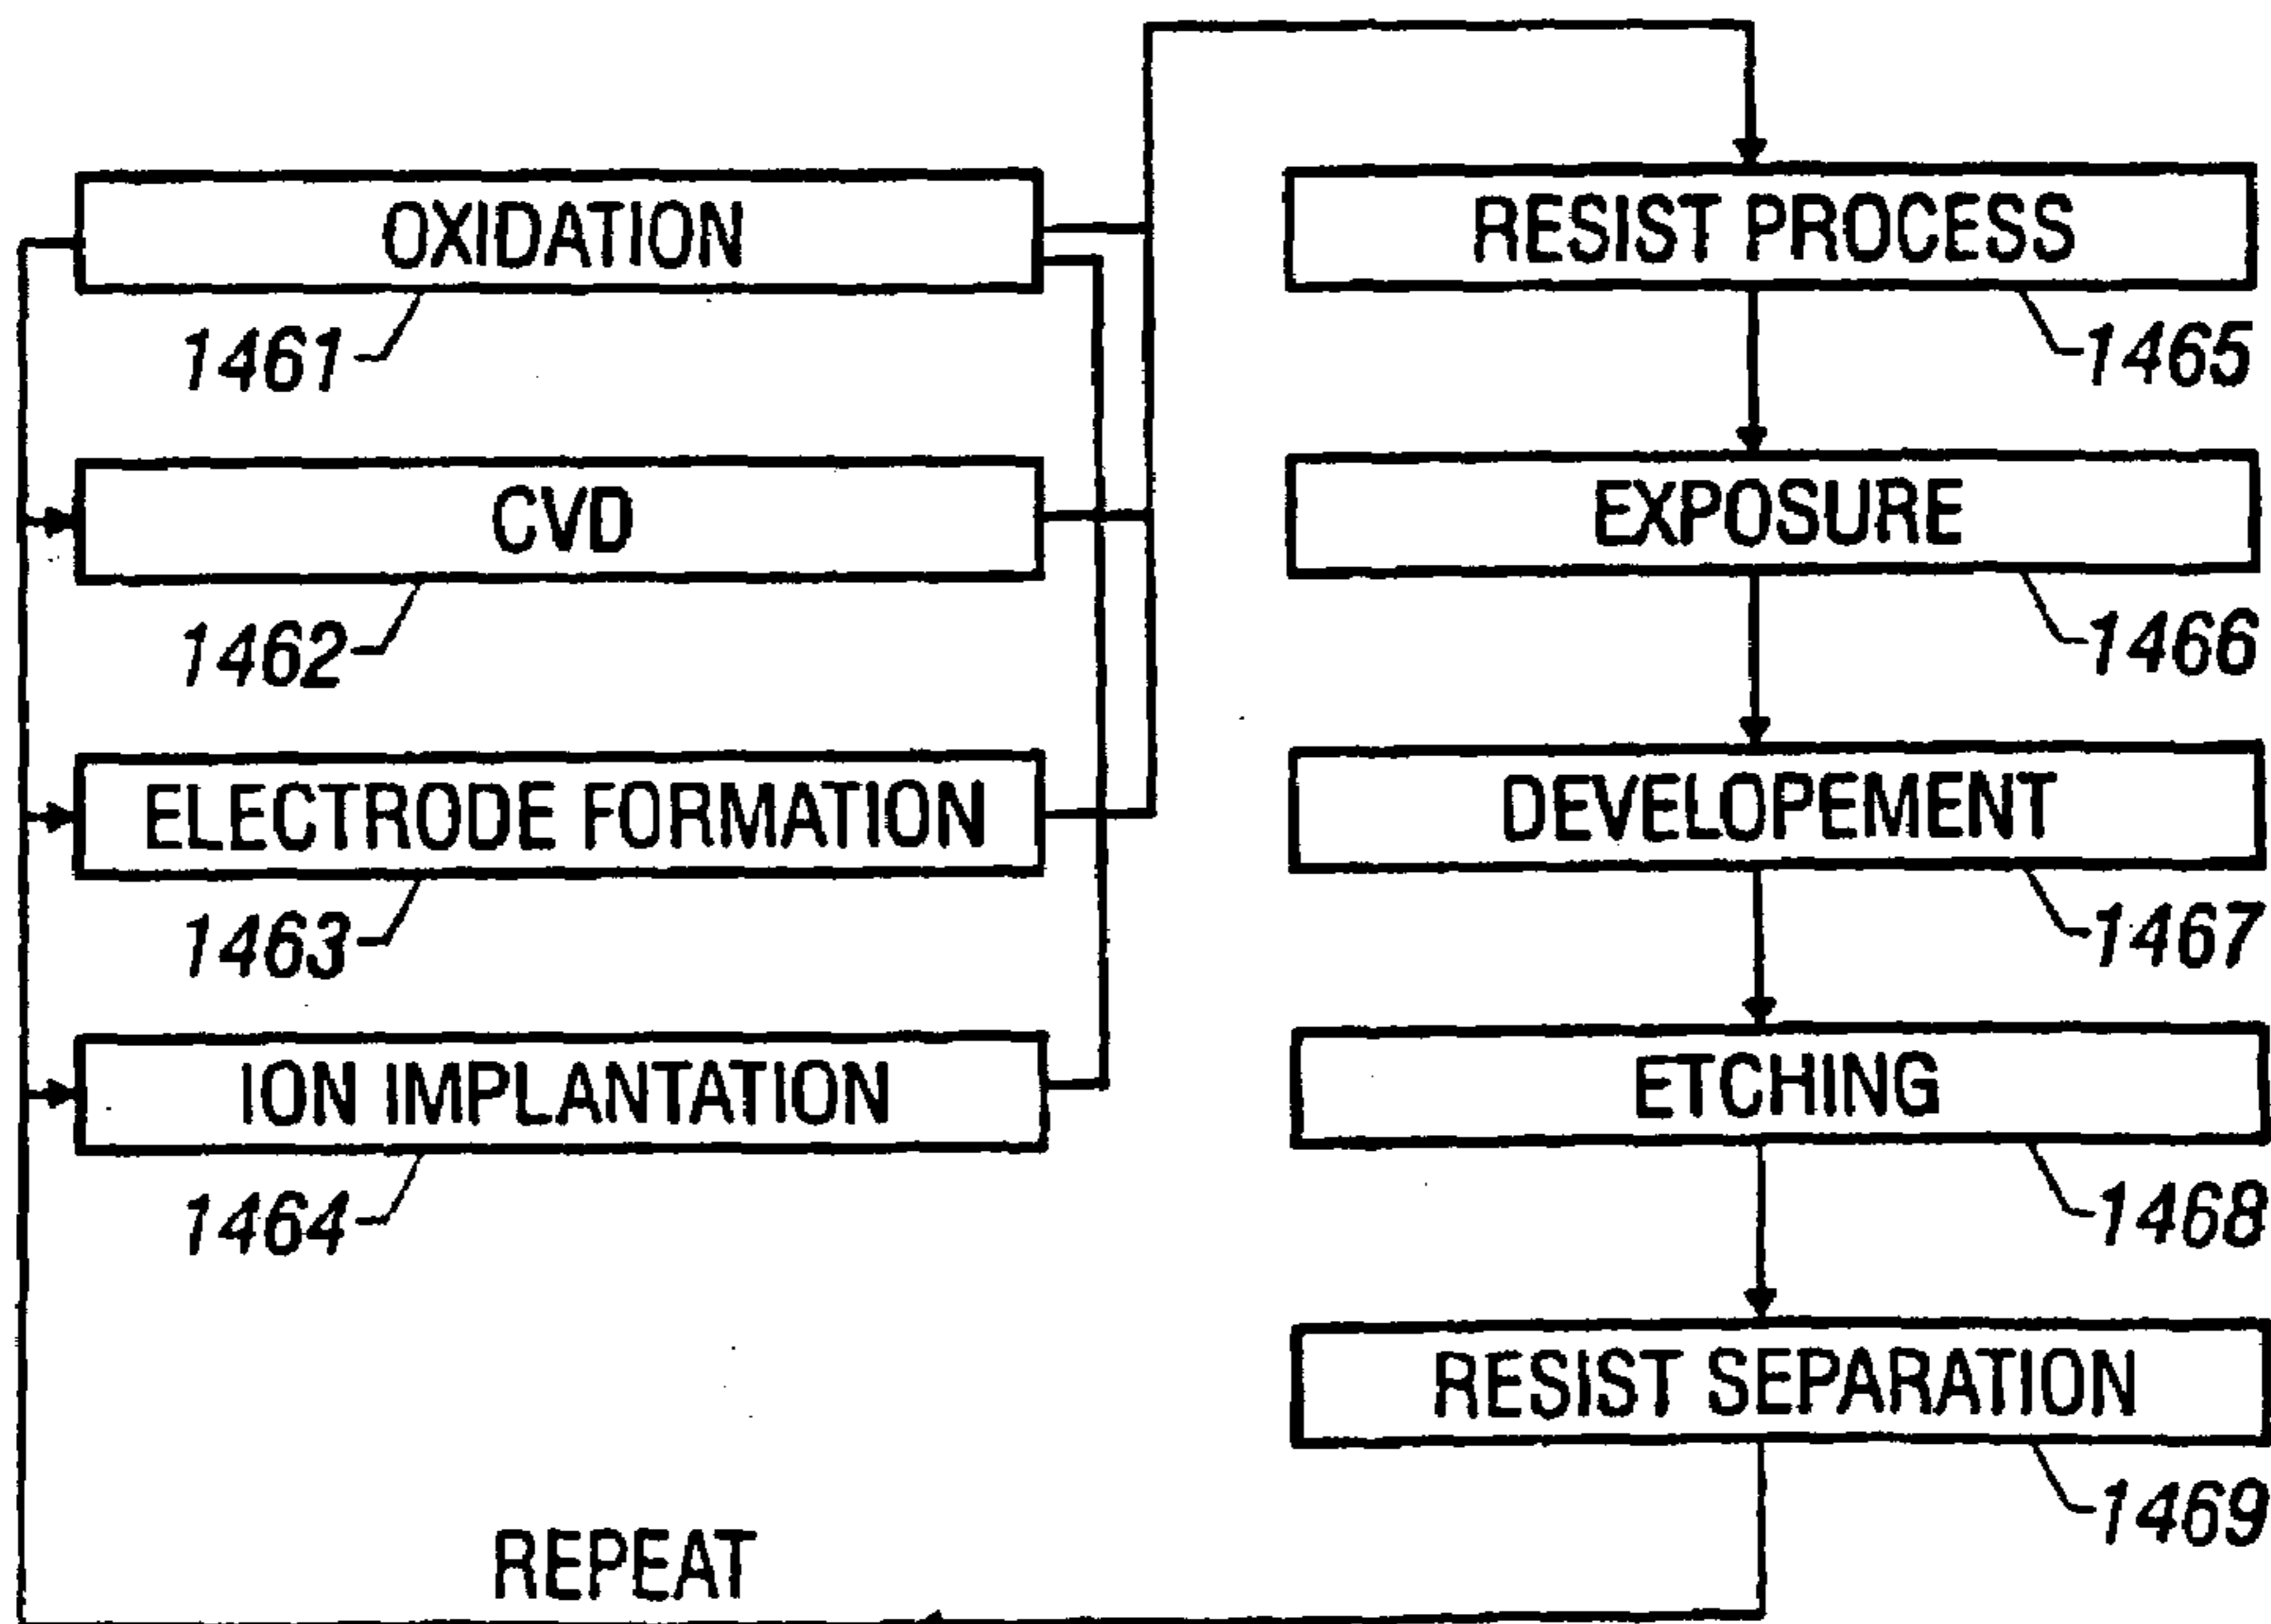 OXIDATION
1461
CVD
1462
ELECTRODE FORMATION
1463
ION IMPLANTATION
1464
RESIST PROCESS
1465
EXPOSURE
1466
DEVELOPEMENT
1467
ETCHING
1468
RESIST SEPARATION
1469
REPEAT